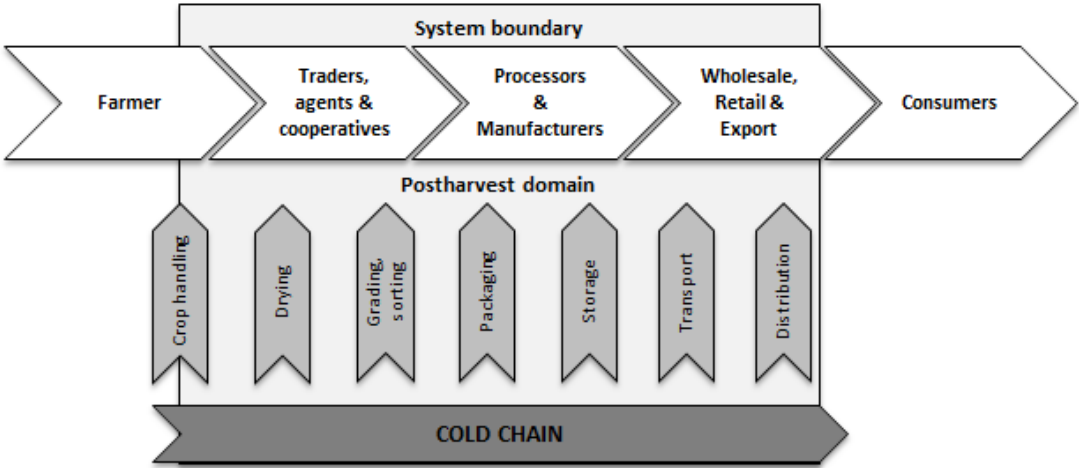 System boundary
Farmer
Traders,
agents &
cooperatives
Processors
&
Manufacturers
Wholesale,
Retail &
Export
Consumers
Postharvest domain
Crop handling
Drying
Grading,
sorting
Packaging
Storage
Transport
Distribution
COLD CHAIN